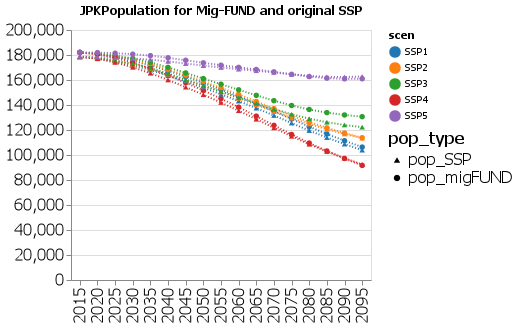 JPKPopulation for Mig-FUND and original SSP
200,000
180,000
160,000
140,000
120,000
100,000
80,000
60,000
40,000
20,000
0
2015
2020
2025
2030
2035
2040
2045
2050
2055
2060
2065
2070
2075
2080
2085
2090
2095
scen
SSP1
SSP2
SSP3
SSP4
SSP5
pop_type
pop_SSP
pop_migFUND